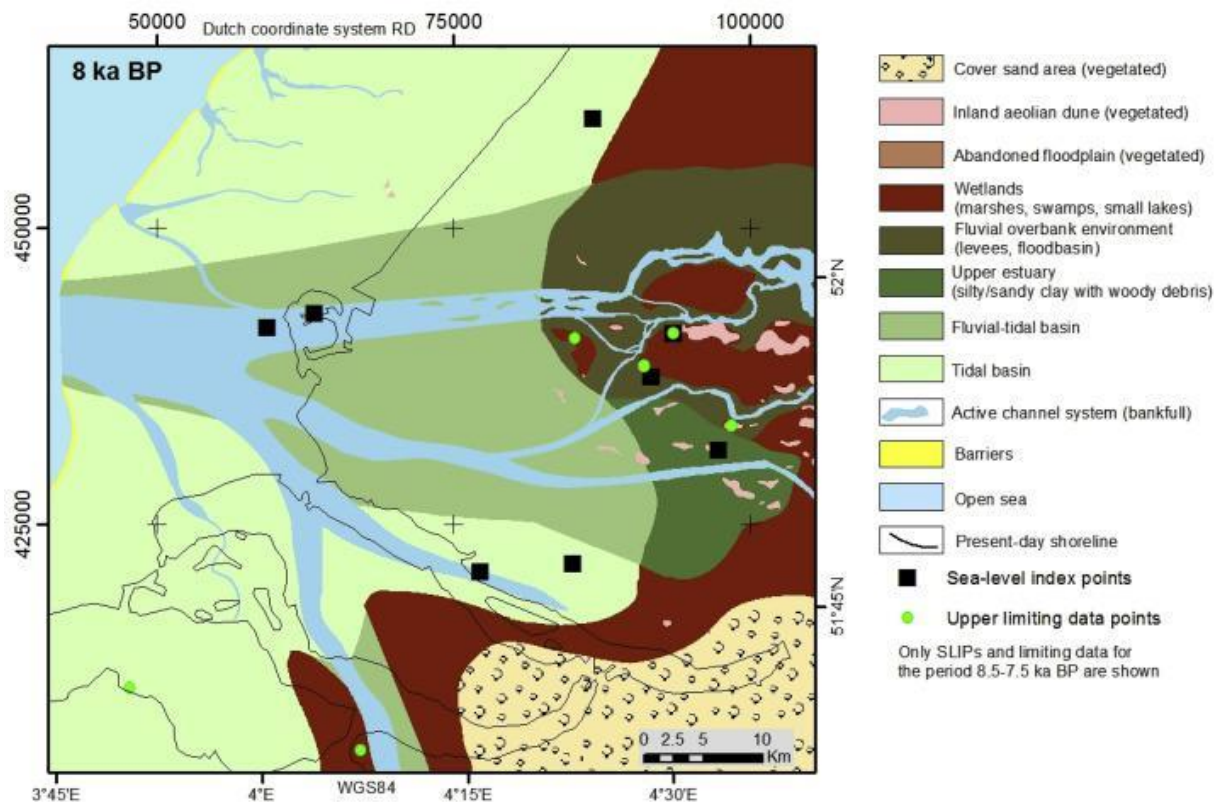 50000
75000
100000
Dutch coordinate system RD
8 ka BP
450000
425000
52°N
51°45'N
0 2.5 5 10
Km
3°45'E
4°E
WGS84
4°15'E
4°30'E
Cover sand area (vegetated)
Inland aeolian dune (vegetated)
Abandoned floodplain (vegetated)
Wetlands
(marshes, swamps, small lakes)
Fluvial overbank environment
(levees, floodbasin)
Upper estuary
(silty/sandy clay with woody debris)
Fluvial-tidal basin
Tidal basin
Active channel system (bankfull)
Barriers
Open sea
Present-day shoreline
Sea-level index points
Upper limiting data points
Only SLIPs and limiting data for
the period 8.5-7.5 ka BP are shown